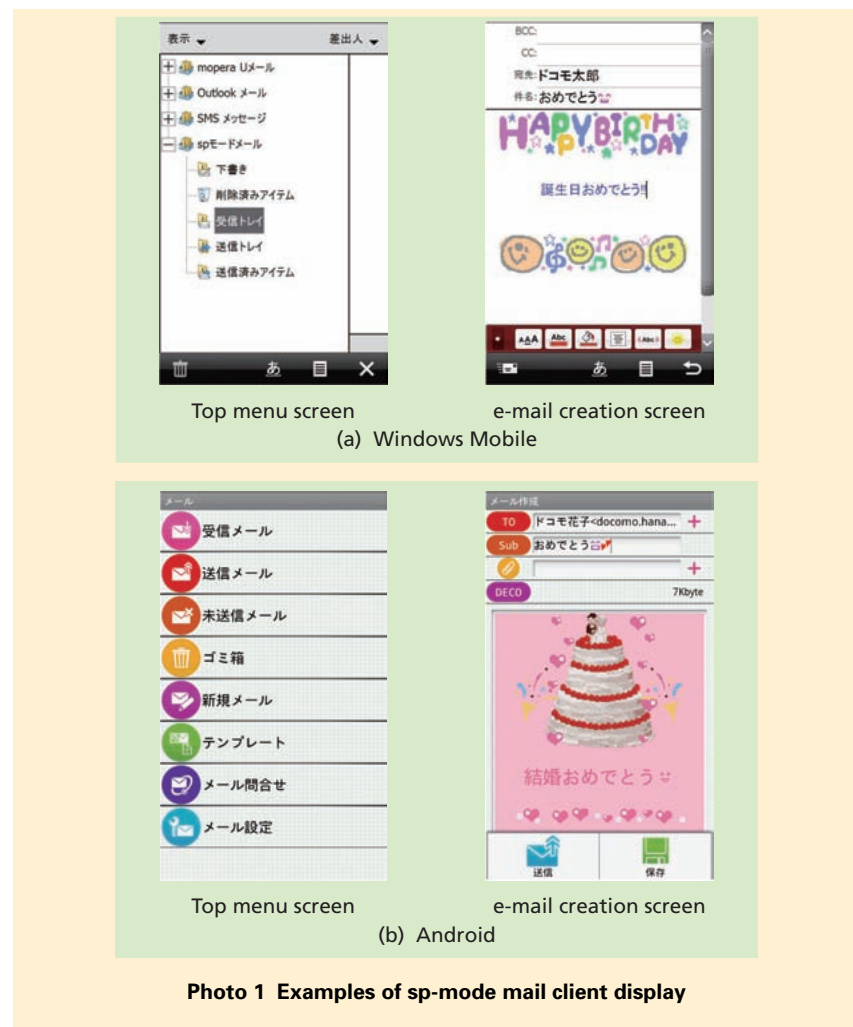 表示
差出人
mopera Uメール
Outlook メール
SMS メッセージ
spモードメール
下書き
削除済みアイテム
受信トレイ
送信トレイ
送信済みアイテム
あ
BCC:
CC:
宛先:ドコモ太郎
件名:おめでとう
HAPPY BIRTHDAY
誕生日おめでとう!!
AAA Abc Abc
あ
Top menu screen
e-mail creation screen
(a) Windows Mobile
メール
受信メール
送信メール
未送信メール
ゴミ箱
新規メール
テンプレート
メール問合せ
メール設定
メール作成
TO ドコモ花子<docomo.hana...
Sub おめでとう
DECO 7Kbyte
結婚おめでとう
送信 保存
Top menu screen
e-mail creation screen
(b) Android
Photo 1 Examples of sp-mode mail client display